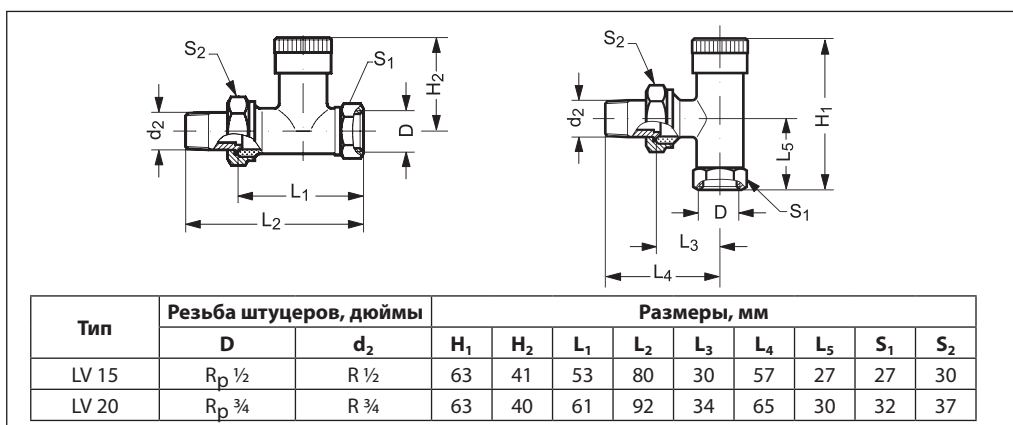 S₂
S₁
H₂
d₂
D
L₁
L₂
S₂
d₂
H₁
L₅
D
S₁
L₃
L₄
Тип Резьба штуцеров, дюймы Размеры, мм
D d₂ H₁ H₂ L₁ L₂ L₃ L₄ L₅ S₁ S₂
LV 15 Rp ½ R ½ 63 41 53 80 30 57 27 27 30
LV 20 Rp ¾ R ¾ 63 40 61 92 34 65 30 32 37